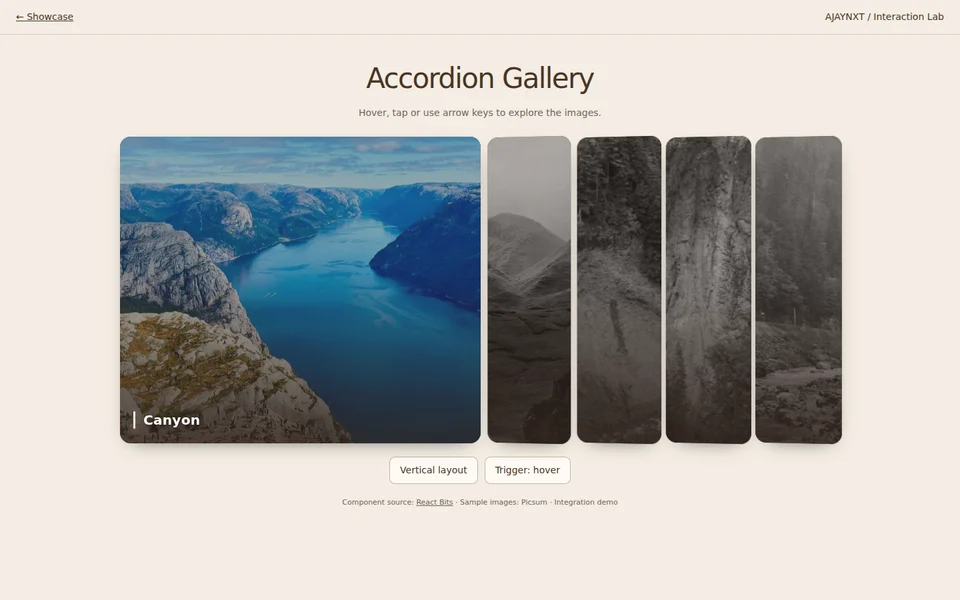 ← Showcase
AJAYNXT / Interaction Lab
Accordion Gallery
Hover, tap or use arrow keys to explore the images.
Canyon
Vertical layout
Trigger: hover
Component source: React Bits · Sample images: Picsum · Integration demo